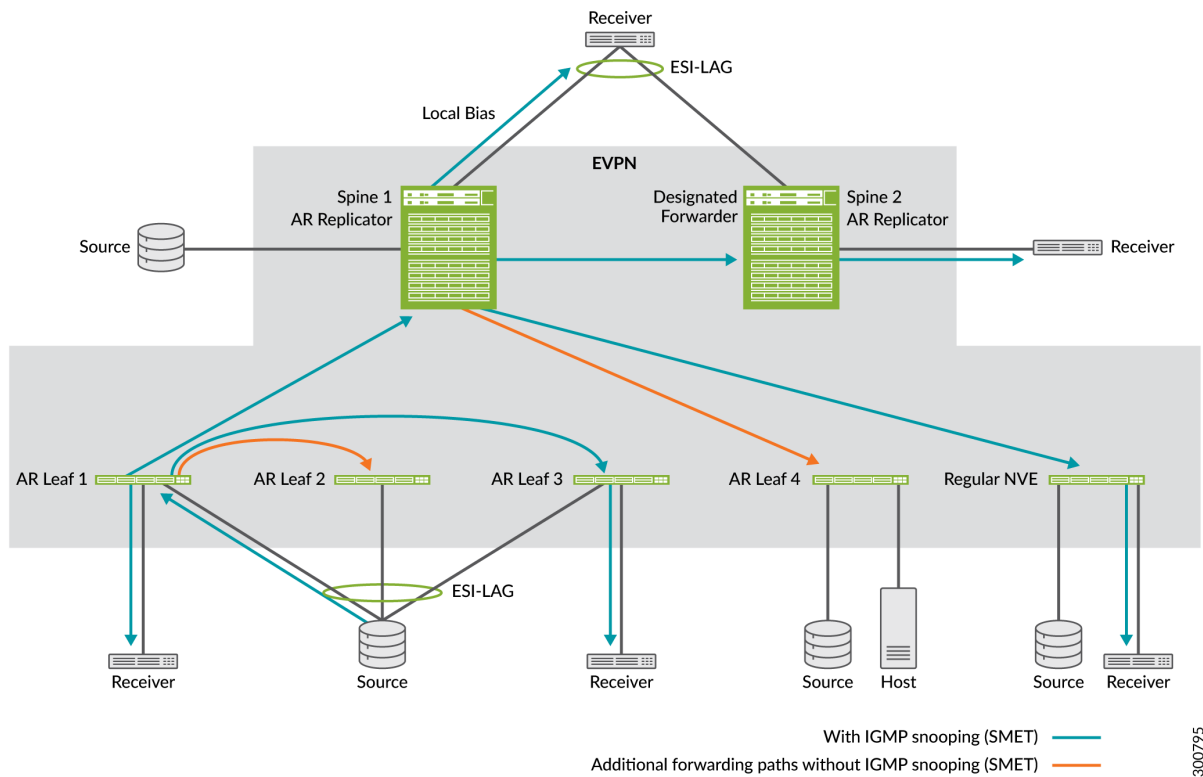 Receiver
ESI-LAG
Local Bias
EVPN
Spine 1
AR Replicator
Designated
Forwarder
Spine 2
AR Replicator
Source
Receiver
AR Leaf 1
AR Leaf 2
AR Leaf 3
AR Leaf 4
Regular NVE
ESI-LAG
Receiver
Source
Receiver
Source
Host
Source
Receiver
With IGMP snooping (SMET)
Additional forwarding paths without IGMP snooping (SMET)
300795